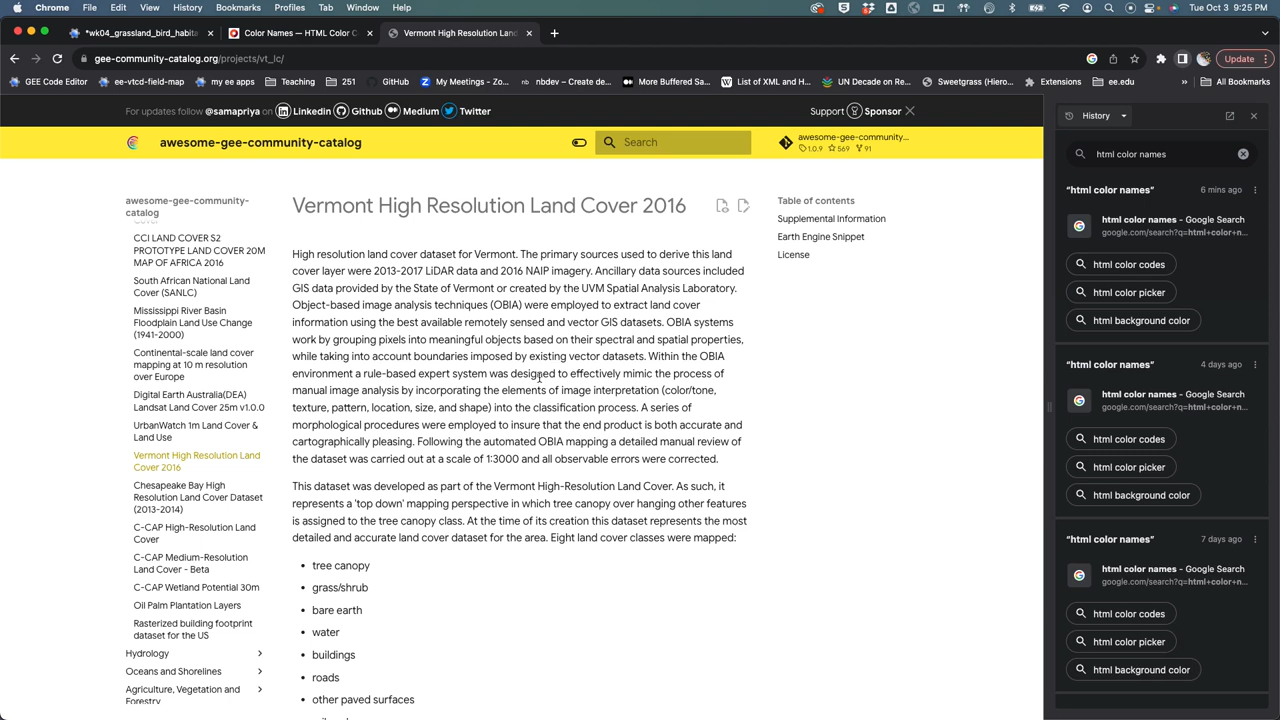 Chrome File Edit View History Bookmarks Profiles Tab Window Help Tue Oct 3 9:25 PM
*wk04_grassland_bird_habita Color Names — HTML Color C Vermont High Resolution Land
gee-community-catalog.org/projects/vt_lc/ Update
GEE Code Editor ee-vtcd-field-map my ee apps Teaching 251 GitHub My Meetings - Zo... nbdev – Create de... More Buffered Sa... List of XML and H... UN Decade on Re... Sweetgrass (Hiero... Extensions ee.edu » All Bookmarks
For updates follow @samapriya on Linkedin Github Medium Twitter Support Sponsor
awesome-gee-community-catalog Search awesome-gee-community... 1.0.9 569 91
awesome-gee-community-
catalog
Cover
CCI LAND COVER S2
PROTOTYPE LAND COVER 20M
MAP OF AFRICA 2016
South African National Land
Cover (SANLC)
Mississippi River Basin
Floodplain Land Use Change
(1941-2000)
Continental-scale land cover
mapping at 10 m resolution
over Europe
Digital Earth Australia(DEA)
Landsat Land Cover 25m v1.0.0
UrbanWatch 1m Land Cover &
Land Use
Vermont High Resolution Land
Cover 2016
Chesapeake Bay High
Resolution Land Cover Dataset
(2013-2014)
C-CAP High-Resolution Land
Cover
C-CAP Medium-Resolution
Land Cover - Beta
C-CAP Wetland Potential 30m
Oil Palm Plantation Layers
Rasterized building footprint
dataset for the US
Hydrology
Oceans and Shorelines
Agriculture, Vegetation and
Forestry
Vermont High Resolution Land Cover 2016
High resolution land cover dataset for Vermont. The primary sources used to derive this land
cover layer were 2013-2017 LiDAR data and 2016 NAIP imagery. Ancillary data sources included
GIS data provided by the State of Vermont or created by the UVM Spatial Analysis Laboratory.
Object-based image analysis techniques (OBIA) were employed to extract land cover
information using the best available remotely sensed and vector GIS datasets. OBIA systems
work by grouping pixels into meaningful objects based on their spectral and spatial properties,
while taking into account boundaries imposed by existing vector datasets. Within the OBIA
environment a rule-based expert system was designed to effectively mimic the process of
manual image analysis by incorporating the elements of image interpretation (color/tone,
texture, pattern, location, size, and shape) into the classification process. A series of
morphological procedures were employed to insure that the end product is both accurate and
cartographically pleasing. Following the automated OBIA mapping a detailed manual review of
the dataset was carried out at a scale of 1:3000 and all observable errors were corrected.
This dataset was developed as part of the Vermont High-Resolution Land Cover. As such, it
represents a 'top down' mapping perspective in which tree canopy over hanging other features
is assigned to the tree canopy class. At the time of its creation this dataset represents the most
detailed and accurate land cover dataset for the area. Eight land cover classes were mapped:
• tree canopy
• grass/shrub
• bare earth
• water
• buildings
• roads
• other paved surfaces
Table of contents
Supplemental Information
Earth Engine Snippet
License
History
html color names
"html color names" 6 mins ago
html color names - Google Search
google.com/search?q=html+color+n...
html color codes
html color picker
html background color
"html color names" 4 days ago
html color names - Google Search
google.com/search?q=html+color+n...
html color codes
html color picker
html background color
"html color names" 7 days ago
html color names - Google Search
google.com/search?q=html+color+n...
html color codes
html color picker
html background color